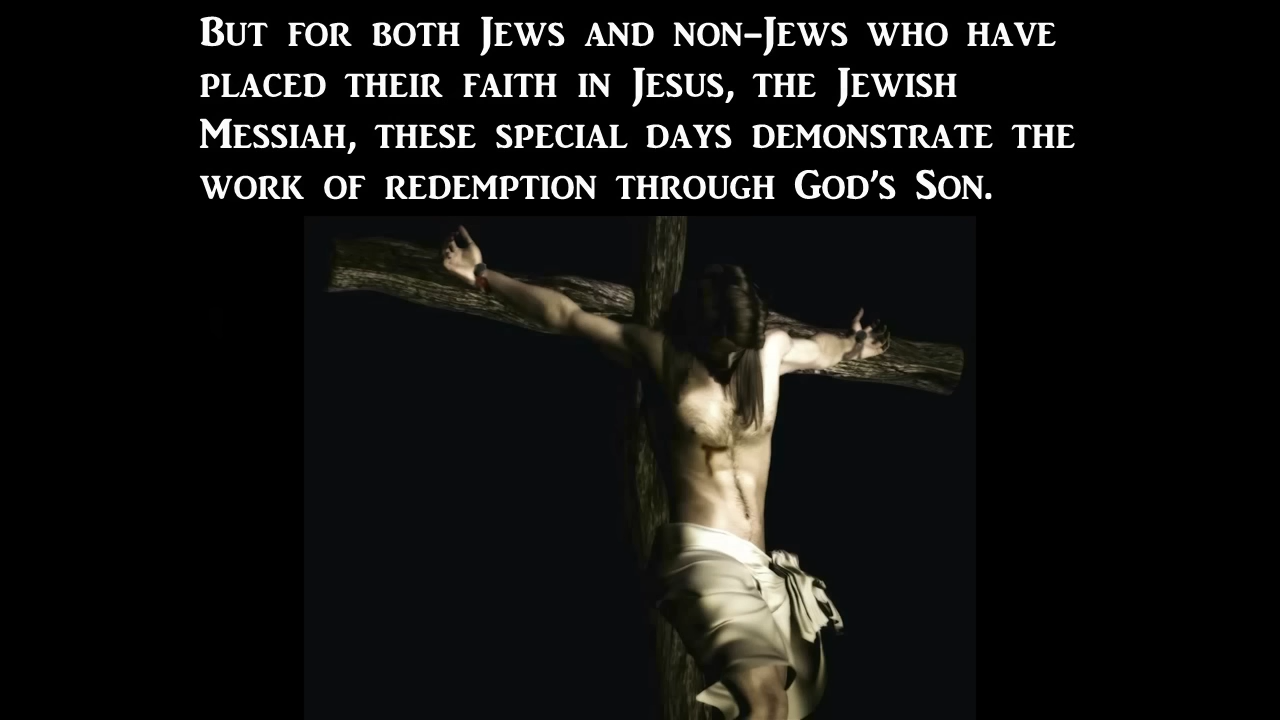 But for both Jews and non–Jews who have
placed their faith in Jesus, the Jewish
Messiah, these special days demonstrate the
work of redemption through God’s Son.